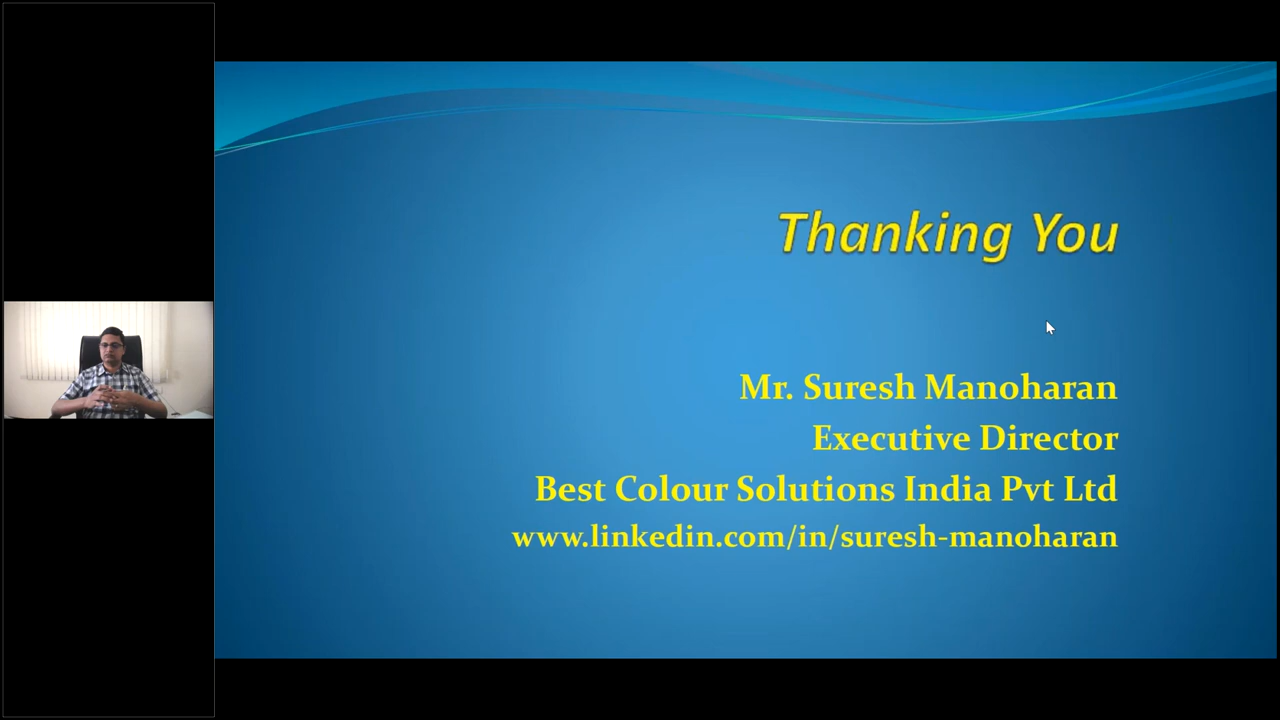 Thanking You
Mr. Suresh Manoharan
Executive Director
Best Colour Solutions India Pvt Ltd
www.linkedin.com/in/suresh-manoharan